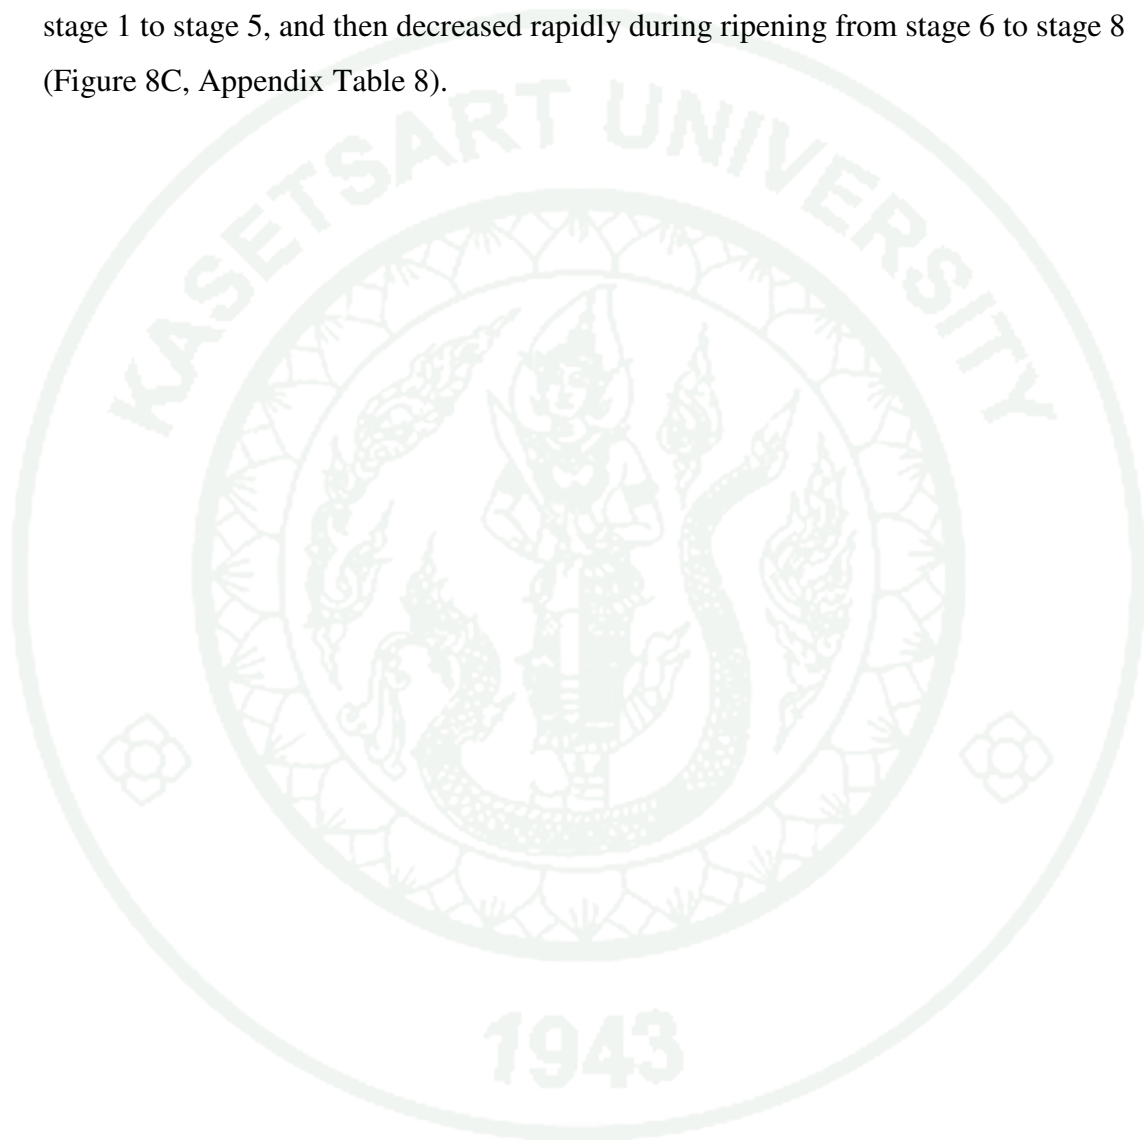 stage 1 to stage 5, and then decreased rapidly during ripening from stage 6 to stage 8
(Figure 8C, Appendix Table 8).
KASETSART UNIVERSITY
1943